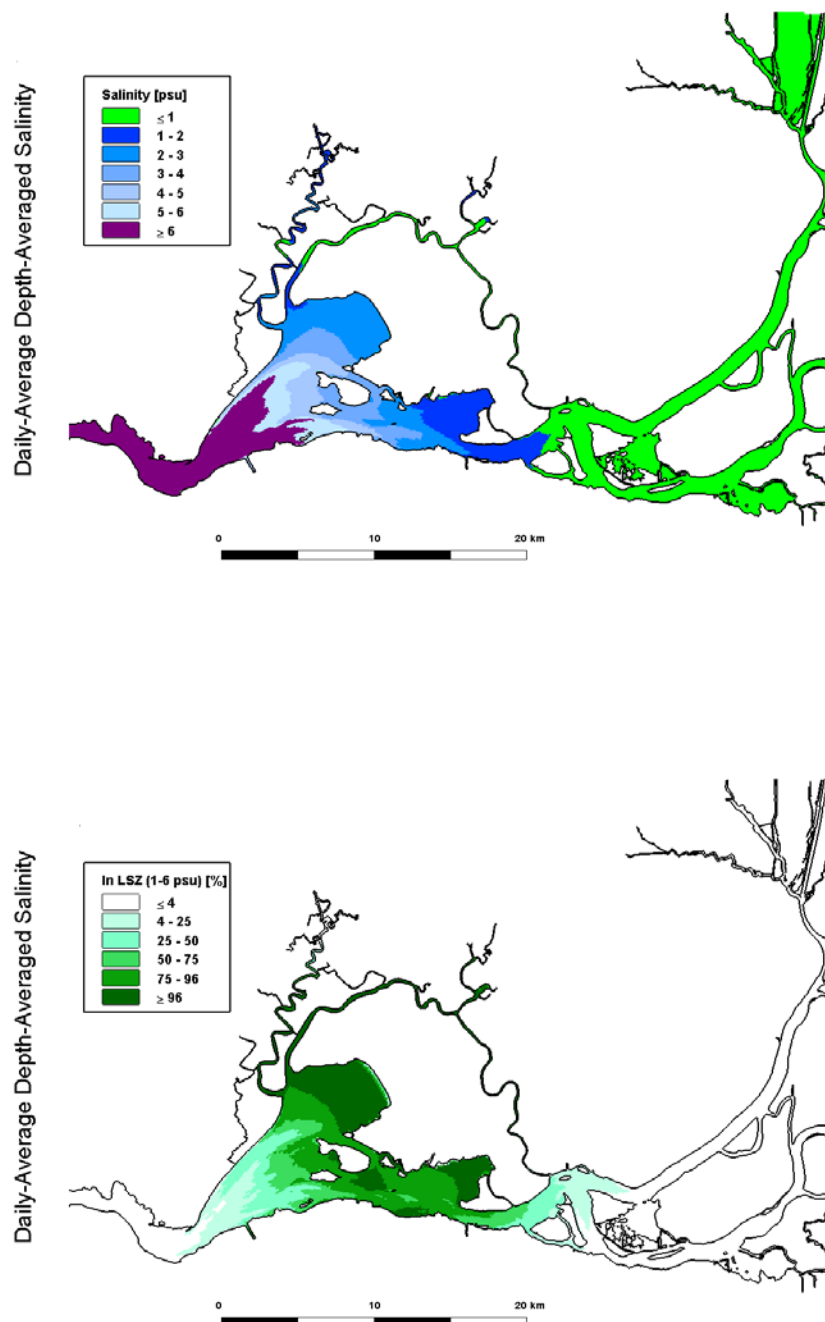 Daily-Average Depth-Averaged Salinity
Salinity [psu]
≤ 1
1 - 2
2 - 3
3 - 4
4 - 5
5 - 6
≥ 6
0 10 20 km
Daily-Average Depth-Averaged Salinity
In LSZ (1-6 psu) [%]
≤ 4
4 - 25
25 - 50
50 - 75
75 - 96
≥ 96
0 10 20 km